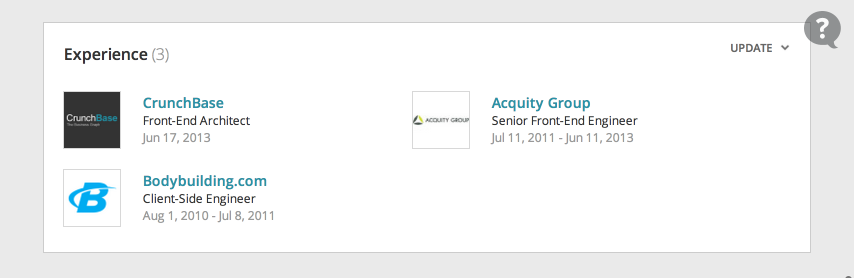 Experience (3)
UPDATE
?
CrunchBase
The Business Graph
CrunchBase
Front-End Architect
Jun 17, 2013
ACQUITY GROUP
Acquity Group
Senior Front-End Engineer
Jul 11, 2011 - Jun 11, 2013
B
Bodybuilding.com
Client-Side Engineer
Aug 1, 2010 - Jul 8, 2011